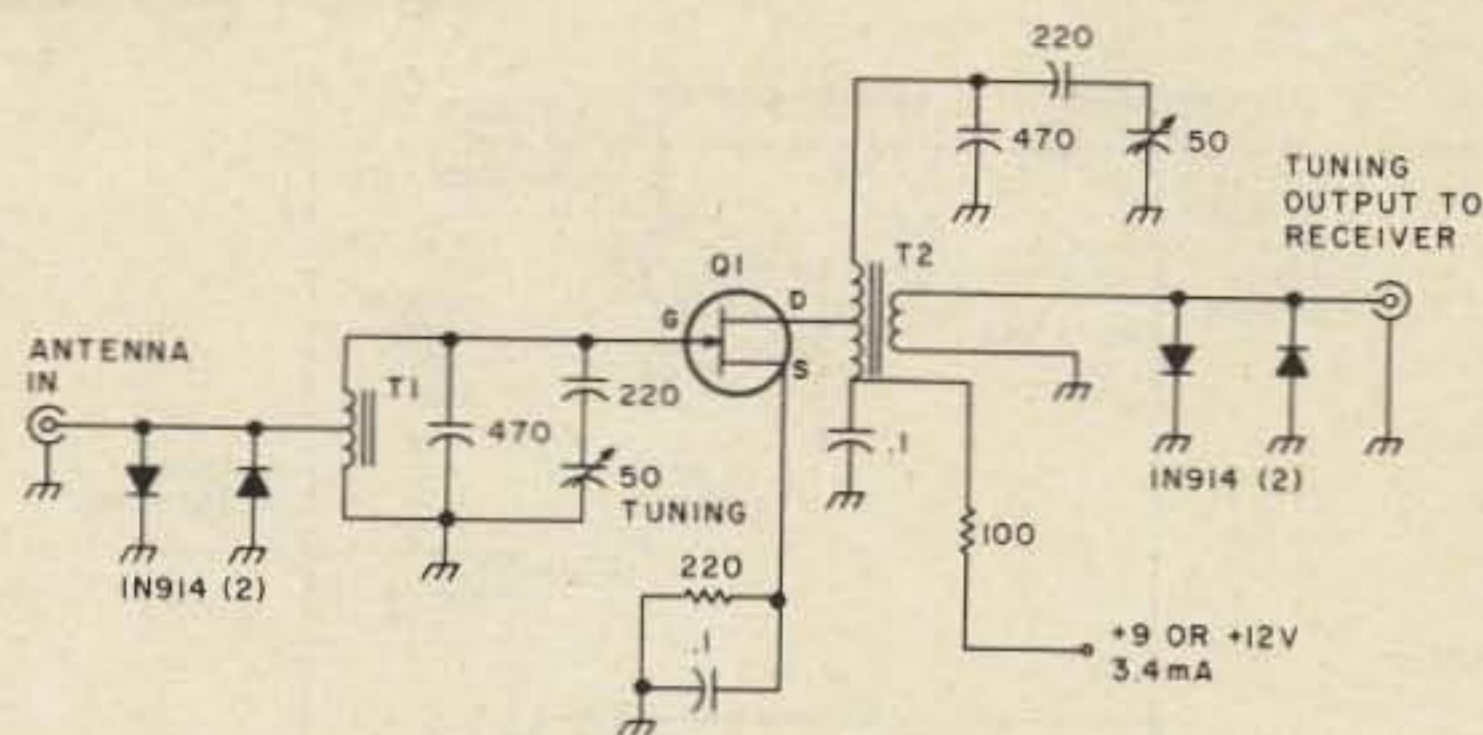 220
470
50
TUNING
OUTPUT TO
RECEIVER
T2
Q1
D
G
S
ANTENNA
IN
T1
470
220
50
TUNING
.1
1N914 (2)
1N914 (2)
100
220
.1
+9 OR +12V
3.4mA